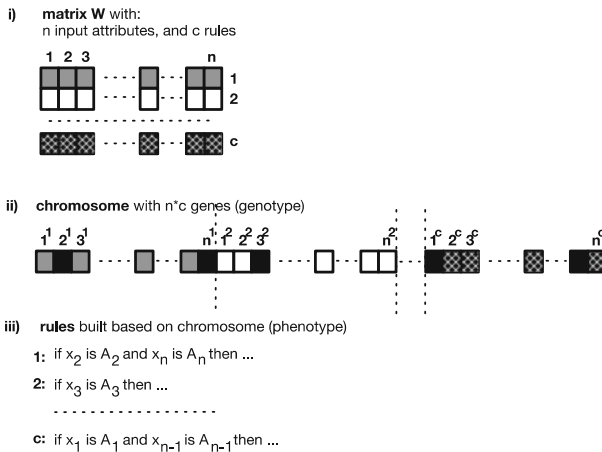 i) matrix W with:
n input attributes, and c rules
1 2 3 n
1
2
c
ii) chromosome with n*c genes (genotype)
1¹ 2¹ 3¹ n¹ 1² 2² 3² n² 1ᶜ 2ᶜ 3ᶜ nᶜ
iii) rules built based on chromosome (phenotype)
1: if x₂ is A₂ and xₙ is Aₙ then ...
2: if x₃ is A₃ then ...
c: if x₁ is A₁ and xₙ₋₁ is Aₙ₋₁ then ...